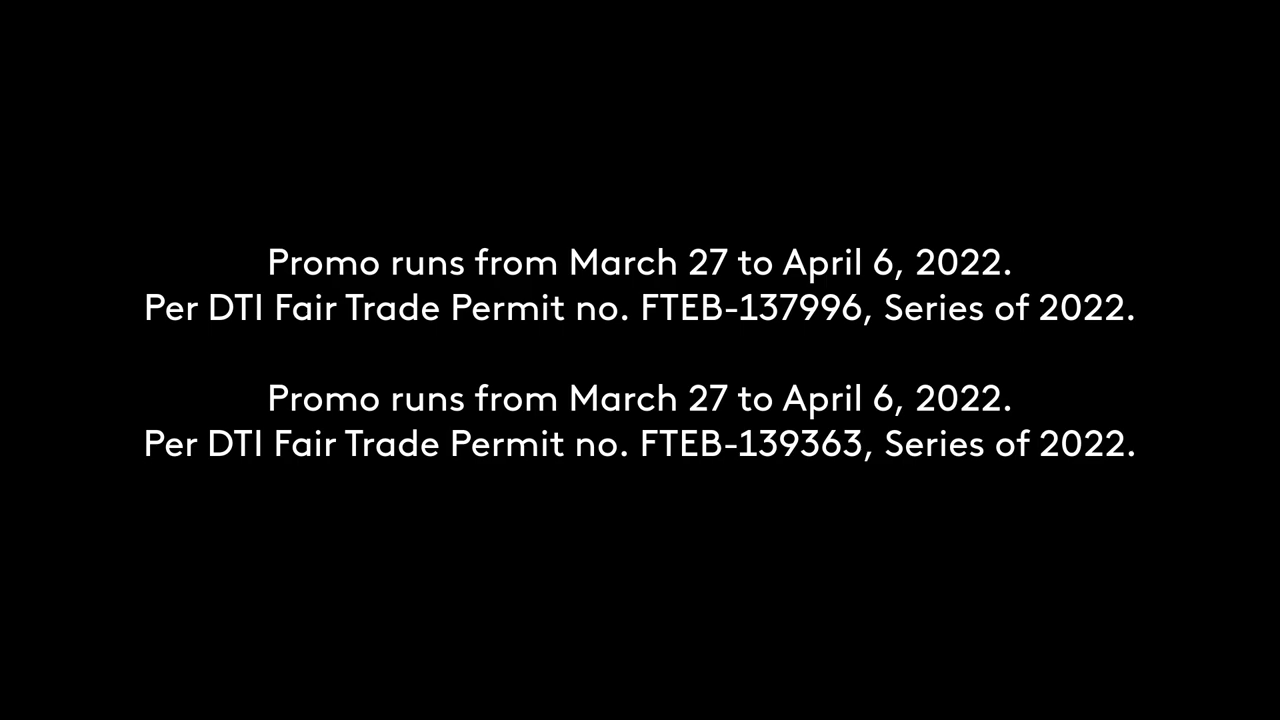 Promo runs from March 27 to April 6, 2022.
Per DTI Fair Trade Permit no. FTEB-137996, Series of 2022.
Promo runs from March 27 to April 6, 2022.
Per DTI Fair Trade Permit no. FTEB-139363, Series of 2022.